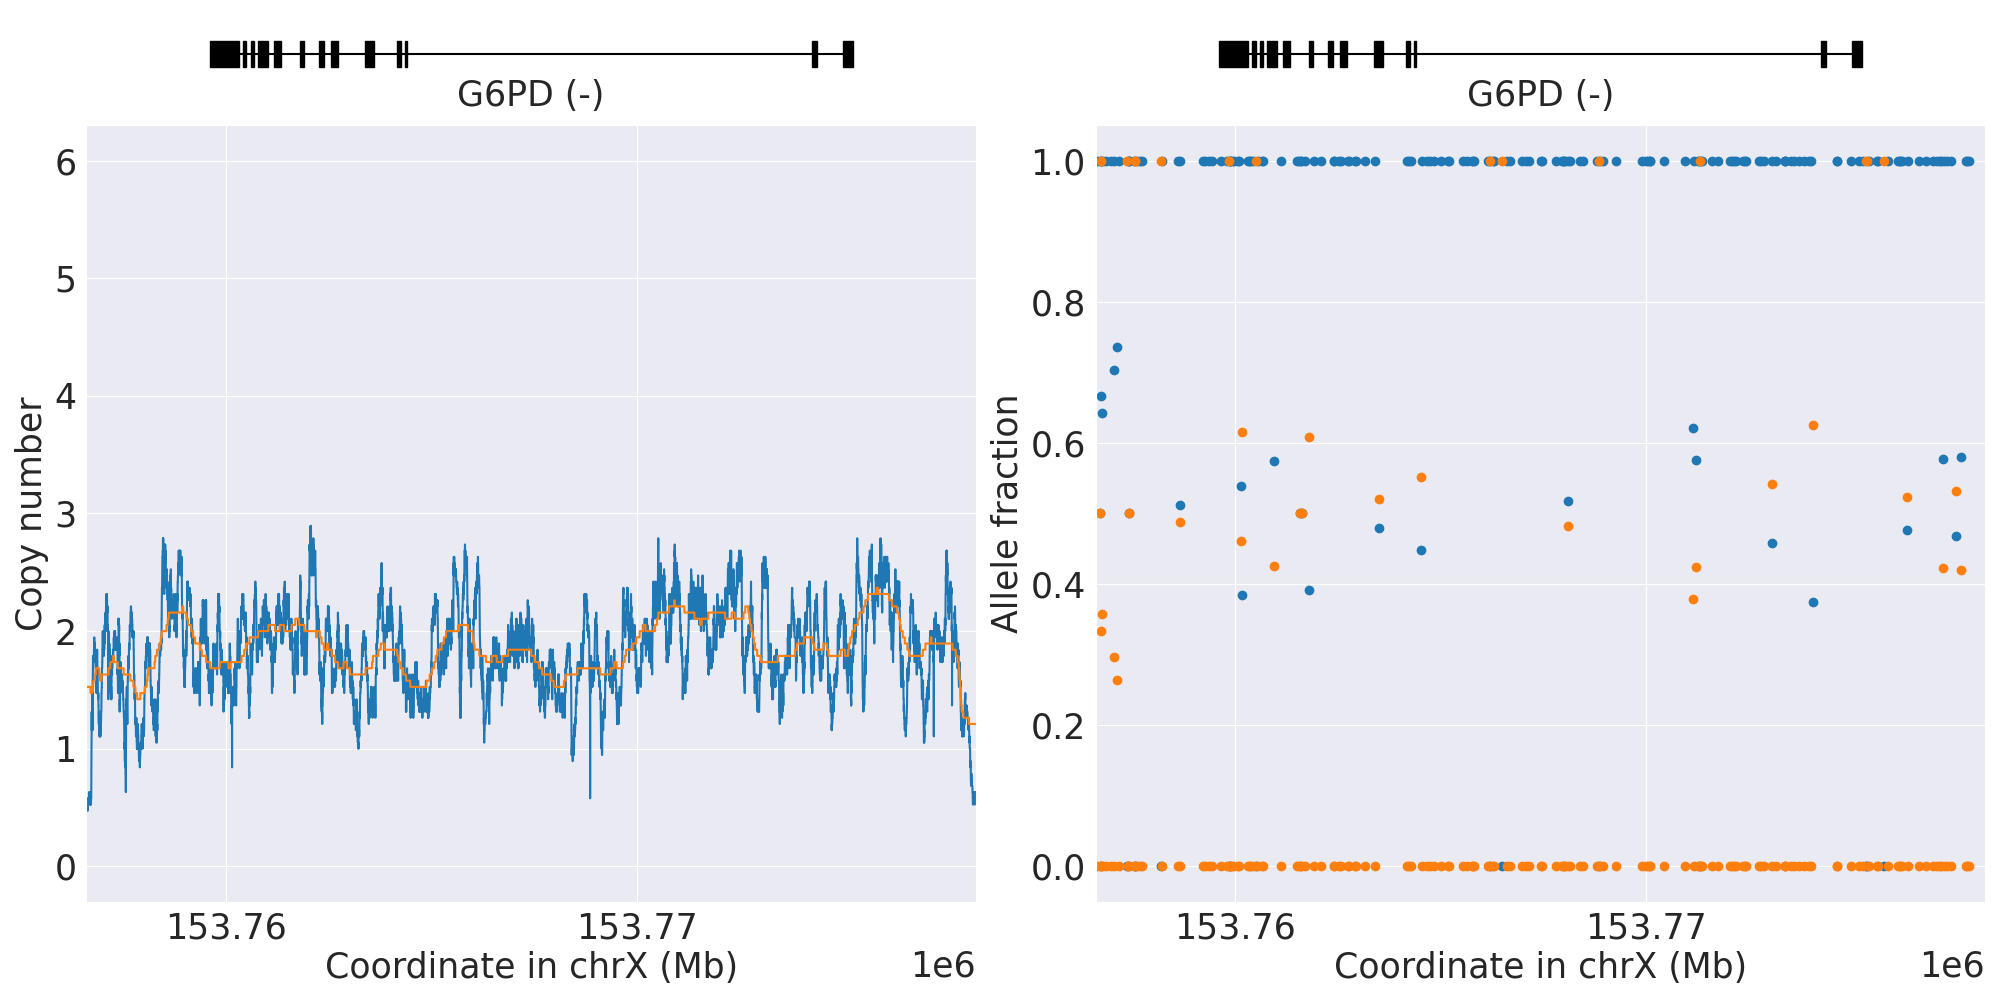 G6PD (-)
6
5
4
3
2
1
0
Copy number
153.76
153.77
1e6
Coordinate in chrX (Mb)
G6PD (-)
1.0
0.8
0.6
0.4
0.2
0.0
Allele fraction
153.76
153.77
1e6
Coordinate in chrX (Mb)